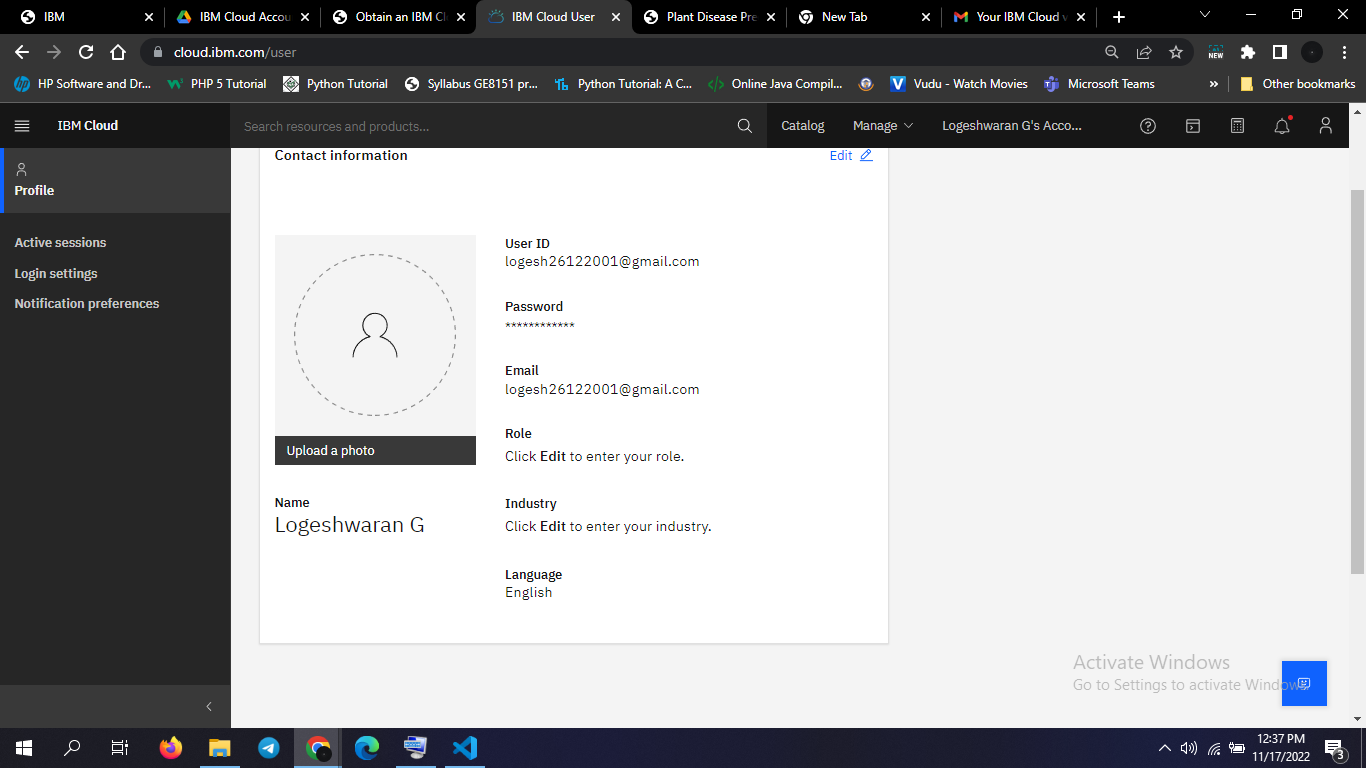 IBM
IBM Cloud Accou
Obtain an IBM Cl
IBM Cloud User
Plant Disease Pre
New Tab
Your IBM Cloud v
cloud.ibm.com/user
NEW
HP Software and Dr...
PHP 5 Tutorial
Python Tutorial
Syllabus GE8151 pr...
Python Tutorial: A C...
Online Java Compil...
Vudu - Watch Movies
Microsoft Teams
»
Other bookmarks
IBM Cloud
Search resources and products...
Catalog
Manage
Logeshwaran G's Acco...
Profile
Active sessions
Login settings
Notification preferences
Contact information
Edit
Upload a photo
Name
Logeshwaran G
User ID
logesh26122001@gmail.com
Password
************
Email
logesh26122001@gmail.com
Role
Click Edit to enter your role.
Industry
Click Edit to enter your industry.
Language
English
Activate Windows
Go to Settings to activate Windows.
12:37 PM
11/17/2022
3